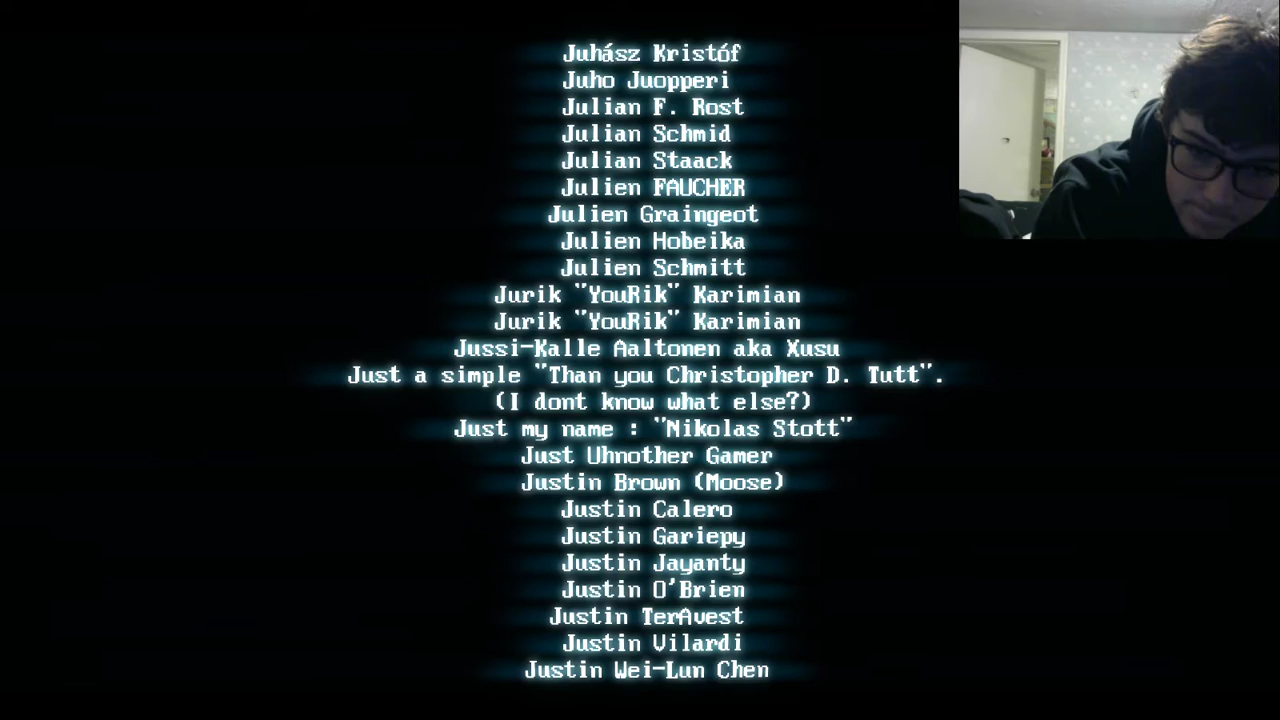 Juhász Kristóf
Juho Juopperi
Julian F. Rost
Julian Schmid
Julian Staack
Julien FAUCHER
Julien Graingeot
Julien Hobeika
Julien Schmitt
Jurik "YouRik" Karimian
Jurik "YouRik" Karimian
Jussi-Kalle Aaltonen aka Xusu
Just a simple "Than you Christopher D. Tutt".
(I dont know what else?)
Just my name : "Nikolas Stott"
Just Uhnother Gamer
Justin Brown (Moose)
Justin Calero
Justin Gariepy
Justin Jayanty
Justin O'Brien
Justin TerAvest
Justin Vilardi
Justin Wei-Lun Chen